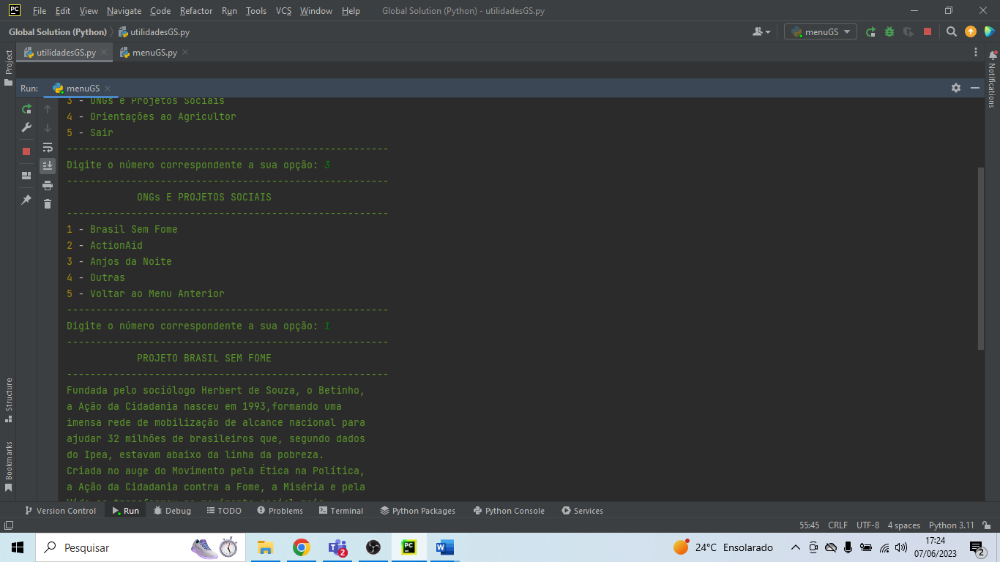 PC File Edit View Navigate Code Refactor Run Tools VCS Window Help Global Solution (Python) - utilidadesGS.py
Global Solution (Python) utilidadesGS.py menuGS
utilidadesGS.py menuGS.py
Project
Notifications
Run: menuGS
3 - ONGs e Projetos Sociais
4 - Orientações ao Agricultor
5 - Sair
-------------------------------------------------------
Digite o número correspondente a sua opção: 3
-------------------------------------------------------
ONGs E PROJETOS SOCIAIS
-------------------------------------------------------
1 - Brasil Sem Fome
2 - ActionAid
3 - Anjos da Noite
4 - Outras
5 - Voltar ao Menu Anterior
-------------------------------------------------------
Digite o número correspondente a sua opção: 1
-------------------------------------------------------
PROJETO BRASIL SEM FOME
-------------------------------------------------------
Fundada pelo sociólogo Herbert de Souza, o Betinho,
a Ação da Cidadania nasceu em 1993,formando uma
imensa rede de mobilização de alcance nacional para
ajudar 32 milhões de brasileiros que, segundo dados
do Ipea, estavam abaixo da linha da pobreza.
Criada no auge do Movimento pela Ética na Política,
a Ação da Cidadania contra a Fome, a Miséria e pela
Structure
Bookmarks
Version Control Run Debug TODO Problems Terminal Python Packages Python Console Services
55:45 CRLF UTF-8 4 spaces Python 3.11
Pesquisar 2 PC W 24°C Ensolarado 17:24
07/06/2023 2